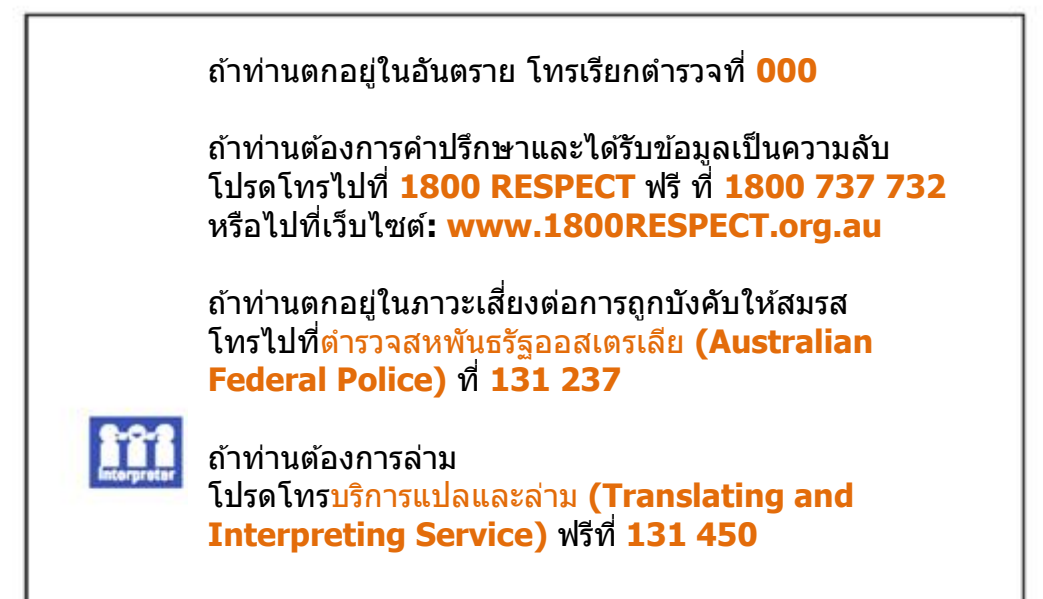 ถ้าท่านตกอยู่ในอันตราย โทรเรียกตำรวจที่ 000
ถ้าท่านต้องการคำปรึกษาและได้รับข้อมูลเป็นความลับ
โปรดโทรไปที่ 1800 RESPECT ฟรี ที่ 1800 737 732
หรือไปที่เว็บไซต์: www.1800RESPECT.org.au
ถ้าท่านตกอยู่ในภาวะเสี่ยงต่อการถูกบังคับให้สมรส
โทรไปที่ตำรวจสหพันธรัฐออสเตรเลีย (Australian
Federal Police) ที่ 131 237
Interpreter
ถ้าท่านต้องการล่าม
โปรดโทรบริการแปลและล่าม (Translating and
Interpreting Service) ฟรีที่ 131 450